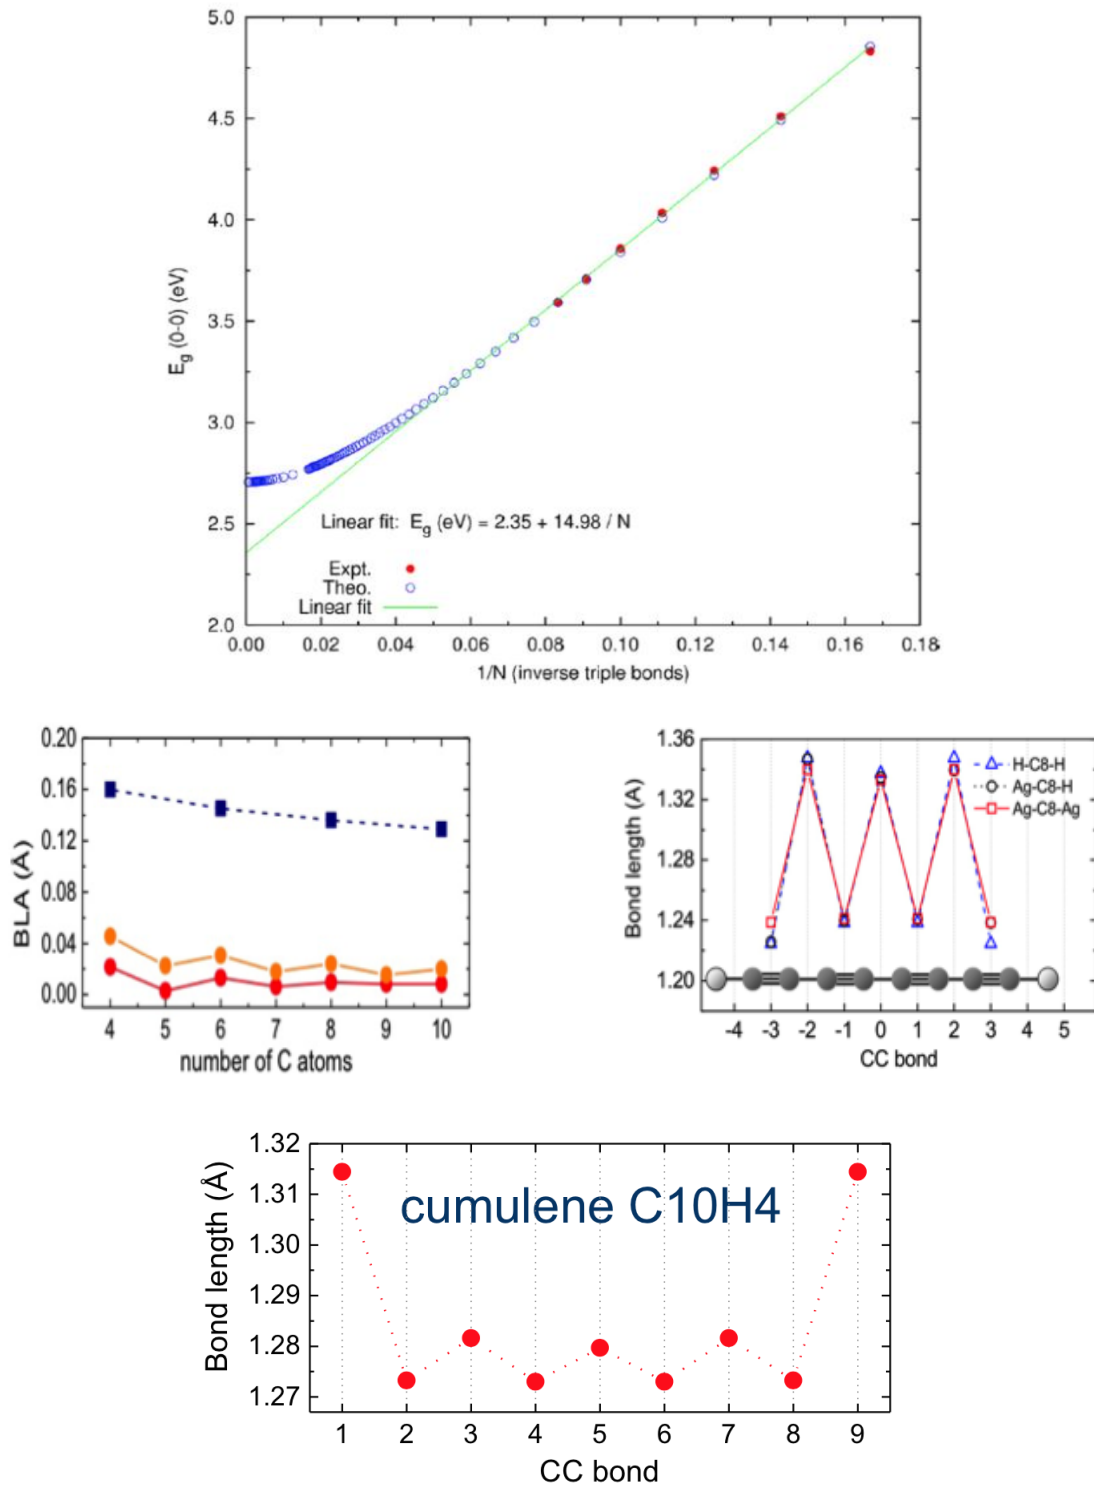 5.0
4.5
4.0
3.5
3.0
2.5
2.0
E_g (0-0) (eV)
Linear fit: E_g (eV) = 2.35 + 14.98 / N
Expt.
Theo.
Linear fit
0.00 0.02 0.04 0.06 0.08 0.10 0.12 0.14 0.16 0.18
1/N (inverse triple bonds)
0.20
0.16
0.12
0.08
0.04
0.00
BLA (Å)
4 5 6 7 8 9 10
number of C atoms
1.36
1.32
1.28
1.24
1.20
Bond length (A)
H-C8-H
Ag-C8-H
Ag-C8-Ag
-4 -3 -2 -1 0 1 2 3 4 5
CC bond
1.32
1.31
1.30
1.29
1.28
1.27
Bond length (Å)
cumulene C10H4
1 2 3 4 5 6 7 8 9
CC bond